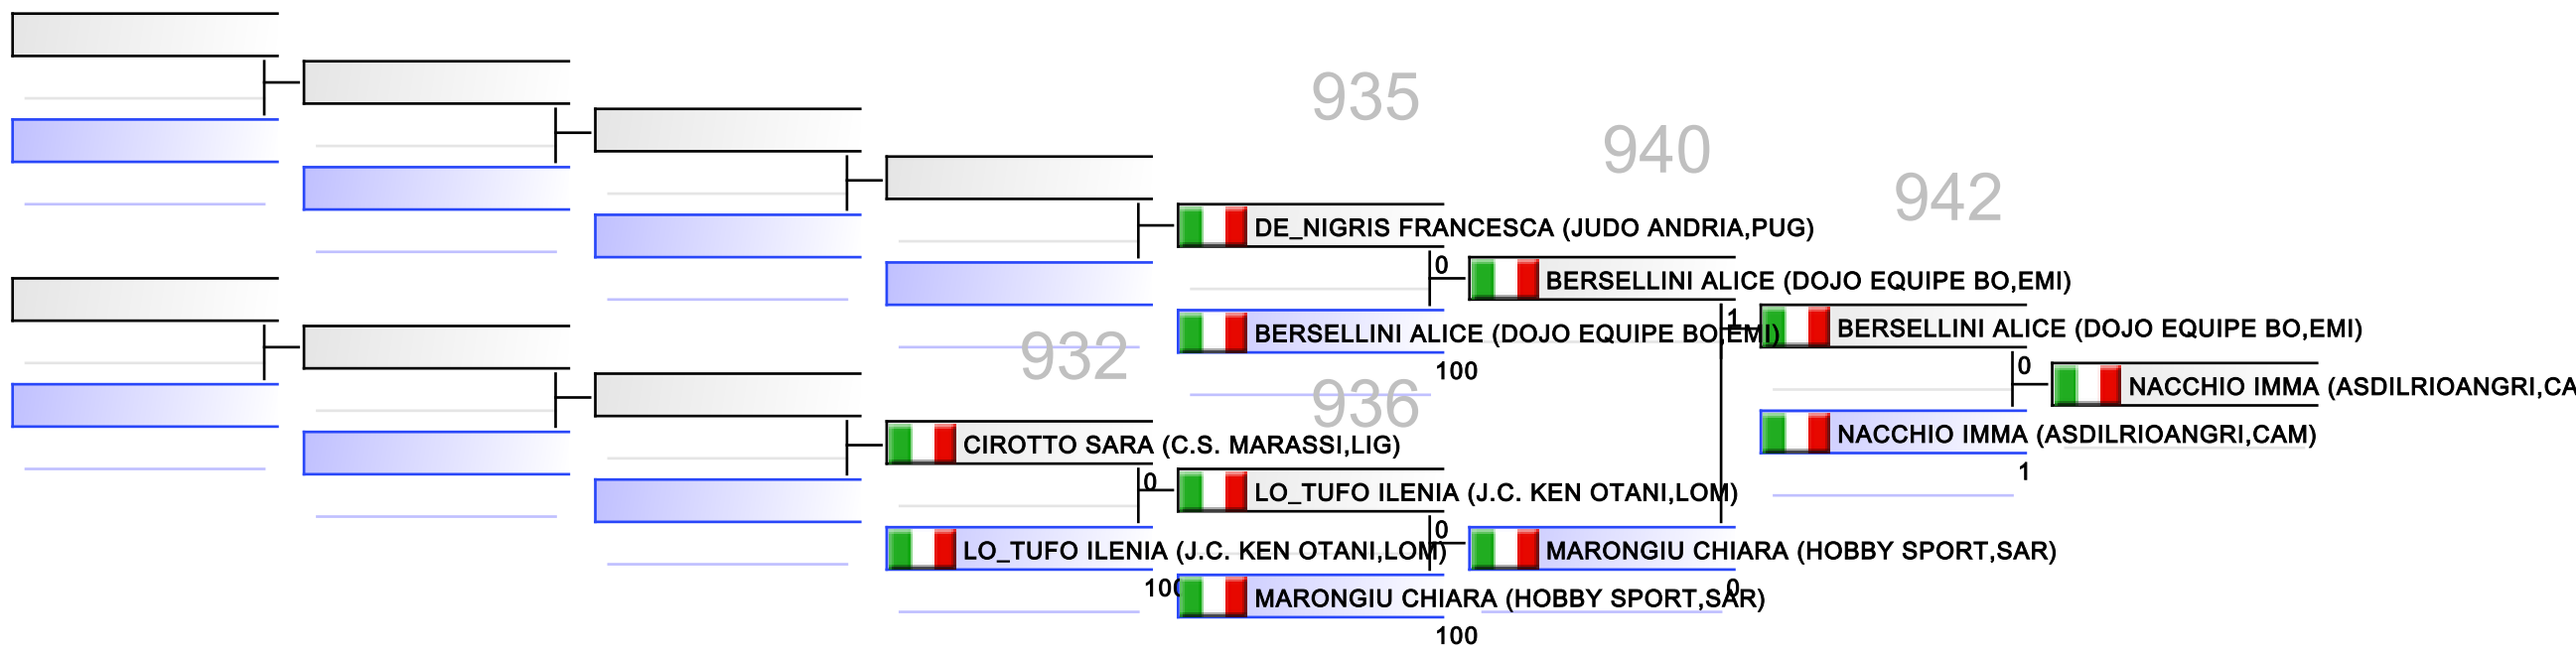 935
940
942
DE_NIGRIS FRANCESCA (JUDO ANDRIA,PUG)
0
BERSELLINI ALICE (DOJO EQUIPE BO,EMI)
1
BERSELLINI ALICE (DOJO EQUIPE BO,EMI)
BERSELLINI ALICE (DOJO EQUIPE BO,EMI)
932
100
0
NACCHIO IMMA (ASDILRIOANGRI,CA
936
NACCHIO IMMA (ASDILRIOANGRI,CAM)
CIROTTO SARA (C.S. MARASSI,LIG)
1
0
LO_TUFO ILENIA (J.C. KEN OTANI,LOM)
0
LO_TUFO ILENIA (J.C. KEN OTANI,LOM)
MARONGIU CHIARA (HOBBY SPORT,SAR)
100
0
MARONGIU CHIARA (HOBBY SPORT,SAR)
100